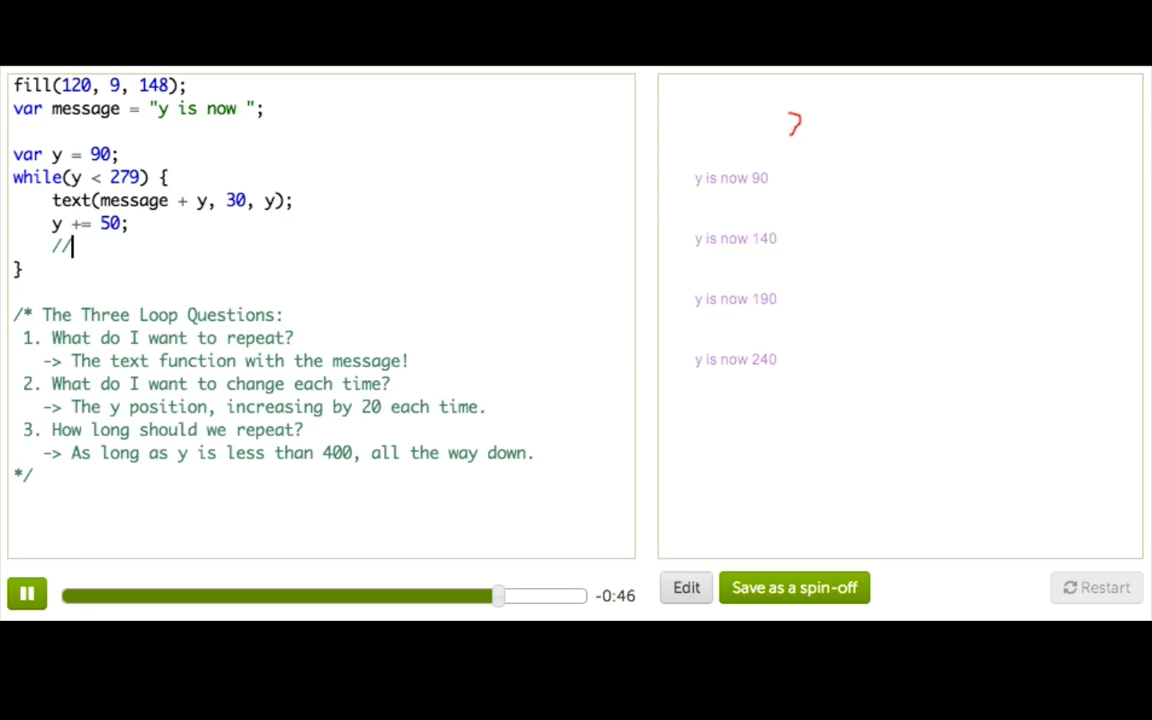 fill(120, 9, 148);
var message = "y is now ";
var y = 90;
while(y < 279) {
text(message + y, 30, y);
y += 50;
//
}
/* The Three Loop Questions:
1. What do I want to repeat?
-> The text function with the message!
2. What do I want to change each time?
-> The y position, increasing by 20 each time.
3. How long should we repeat?
-> As long as y is less than 400, all the way down.
*/
y is now 90
y is now 140
y is now 190
y is now 240
-0:46
Edit
Save as a spin-off
Restart